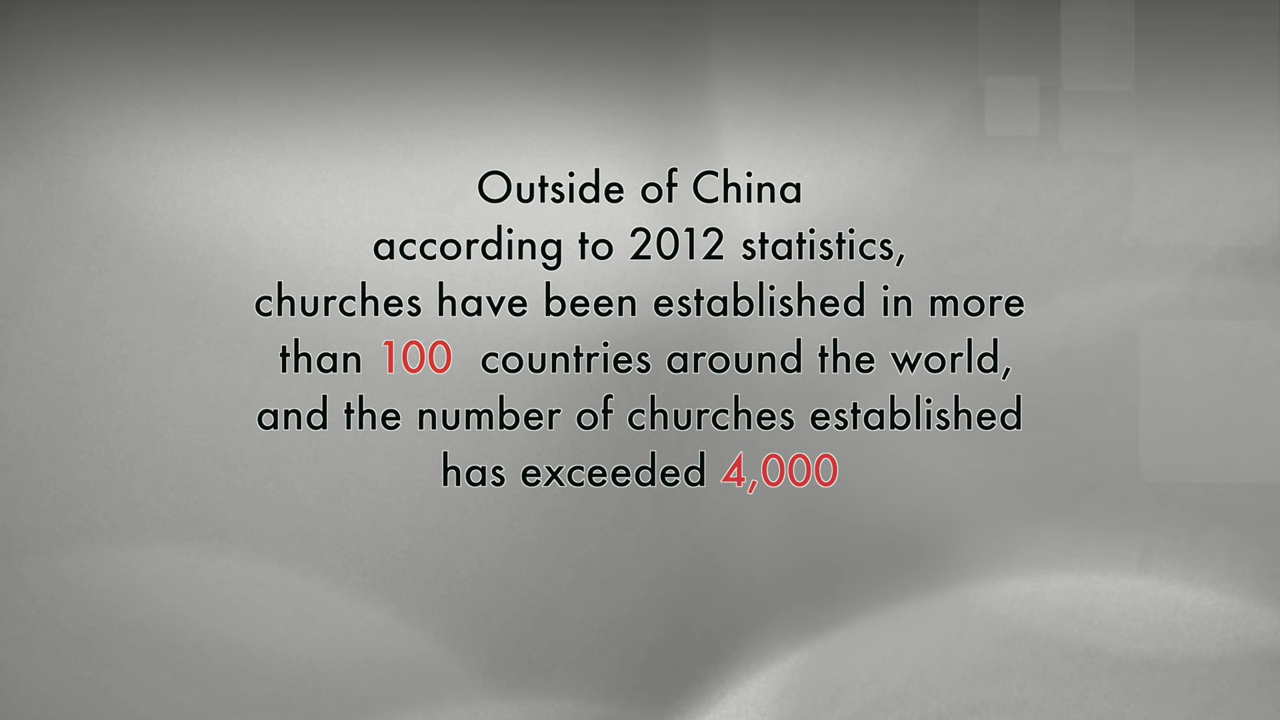 Outside of China
according to 2012 statistics,
churches have been established in more
than 100 countries around the world,
and the number of churches established
has exceeded 4,000